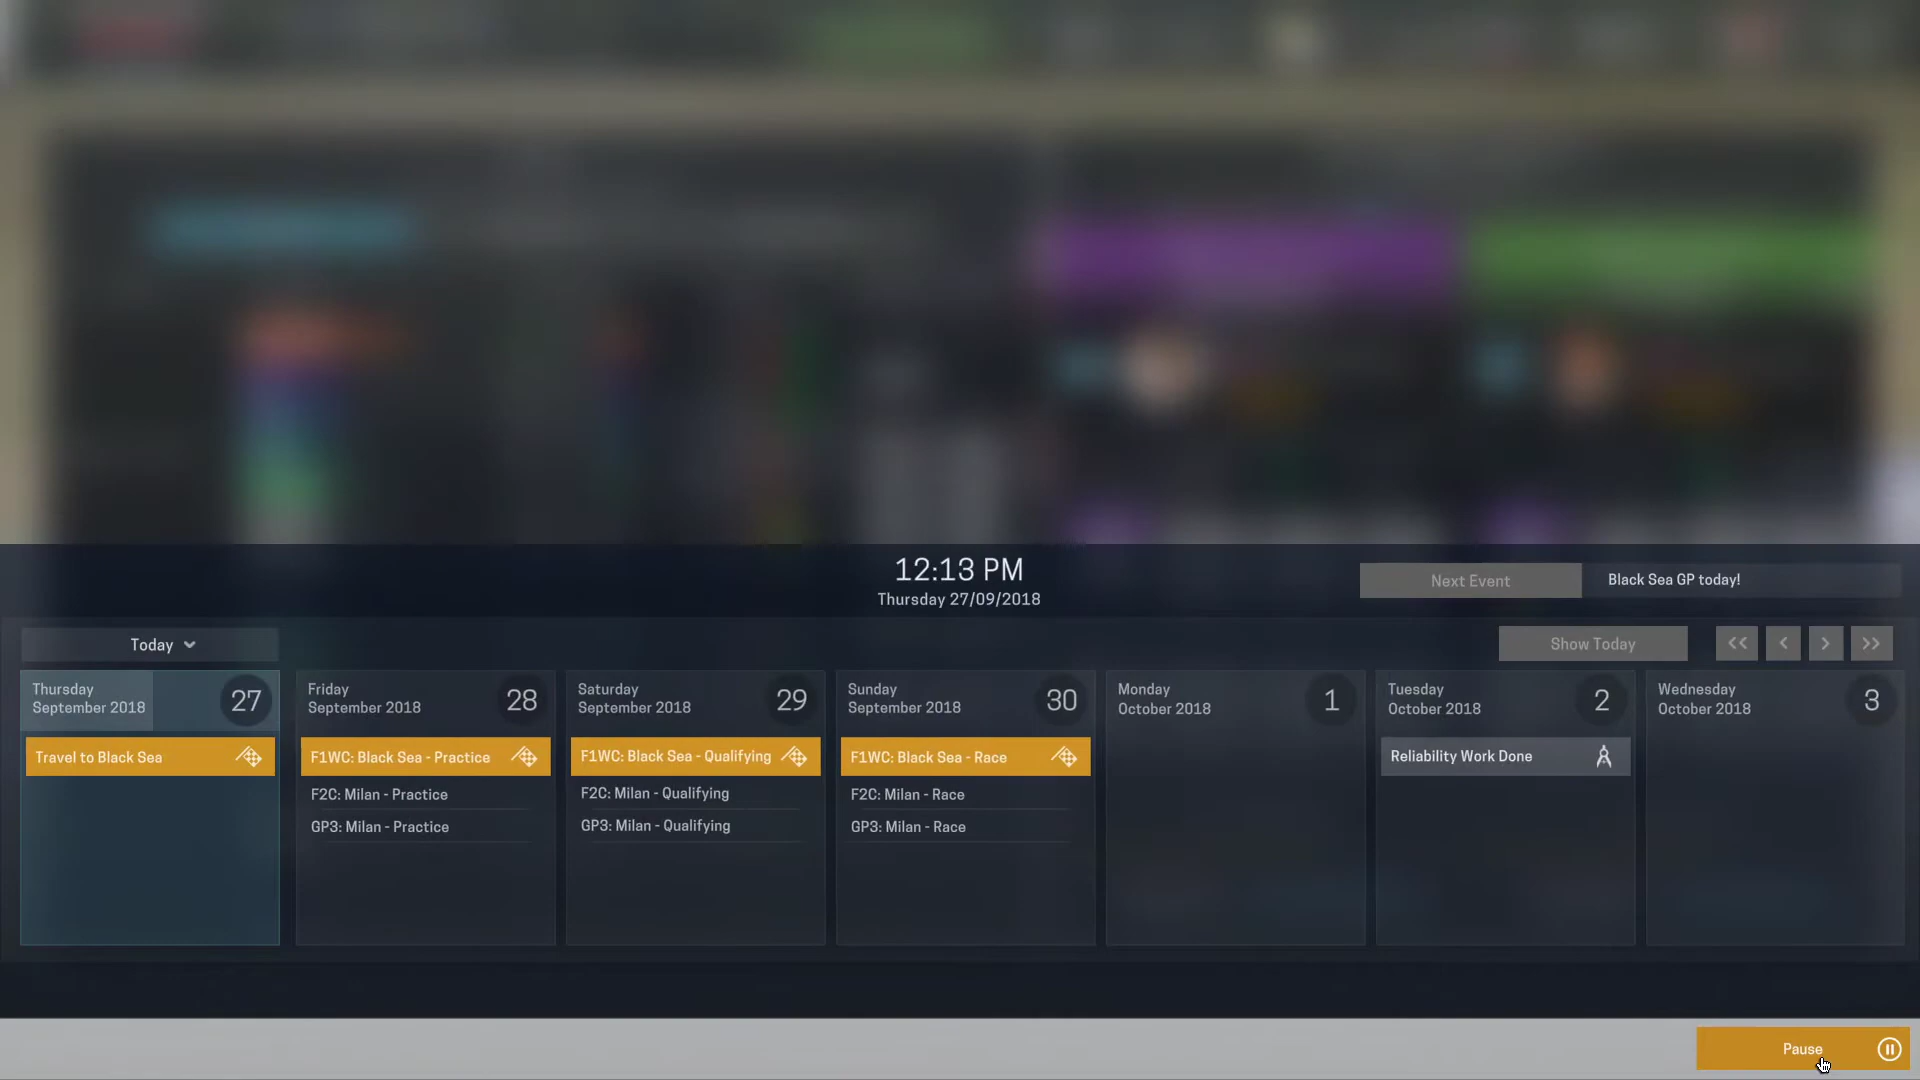 12:13 PM
Thursday 27/09/2018
Next Event
Black Sea GP today!
Today
Show Today
Thursday
September 2018
27
Travel to Black Sea
Friday
September 2018
28
F1WC: Black Sea - Practice
F2C: Milan - Practice
GP3: Milan - Practice
Saturday
September 2018
29
F1WC: Black Sea - Qualifying
F2C: Milan - Qualifying
GP3: Milan - Qualifying
Sunday
September 2018
30
F1WC: Black Sea - Race
F2C: Milan - Race
GP3: Milan - Race
Monday
October 2018
1
Tuesday
October 2018
2
Reliability Work Done
Wednesday
October 2018
3
Pause